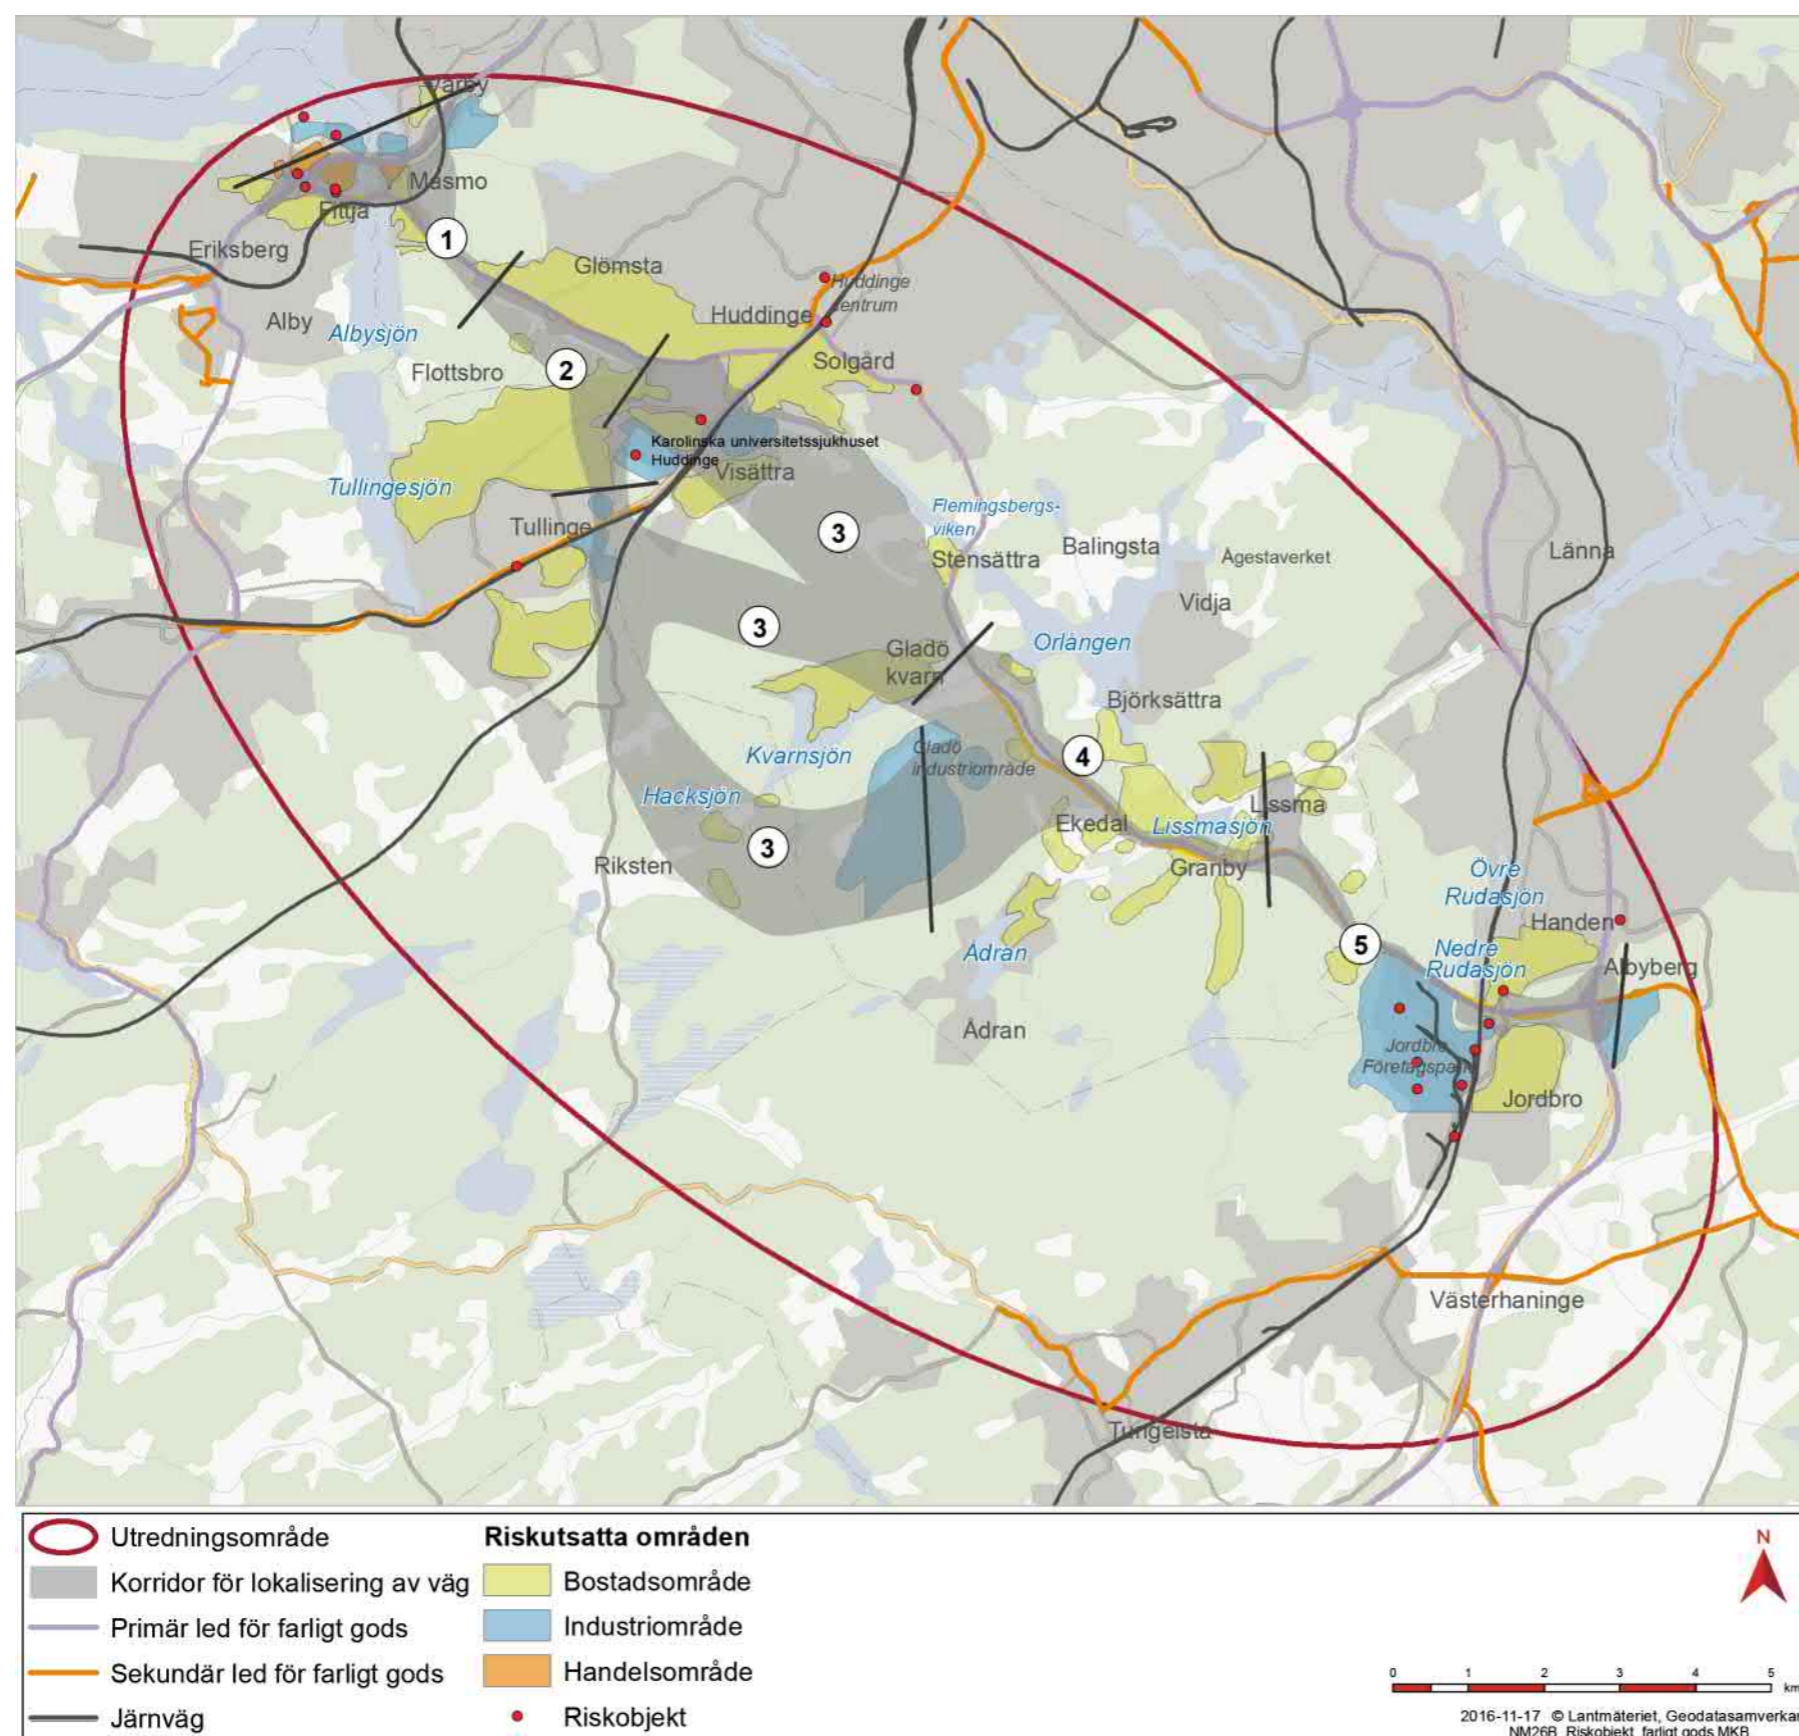 Vårby
Masmo
Fittja
1
Eriksberg
Glömsta
Huddinge
centrum
Huddinge
Alby
Albysjön
Solgård
Flottsbro
2
Karolinska universitetssjukhuset
Huddinge
Visättra
Tullingesjön
Flemingsbergs-
viken
Tullinge
3
Stensättra
Balingsta
Ågestaverket
Länna
Vidja
3
Orlången
Gladö
kvarn
Björksättra
Kvarnsjön
Gladö
industriområde
4
Hacksjön
Lissma
Ekedal
Lissmasjön
3
Riksten
Granby
Övre
Rudasjön
Handen
5
Nedre
Rudasjön
Albyberg
Ådran
Ådran
Jordbro
Företagspark
Jordbro
Västerhaninge
Tungelsta
Utredningsområde
Korridor för lokalisering av väg
Primär led för farligt gods
Sekundär led för farligt gods
Järnväg
Riskutsatta områden
Bostadsområde
Industriområde
Handelsområde
Riskobjekt
N
0 1 2 3 4 5
km
2016-11-17 © Lantmäteriet, Geodatasamverkan
NM26B_Riskobjekt_farligt gods MKB